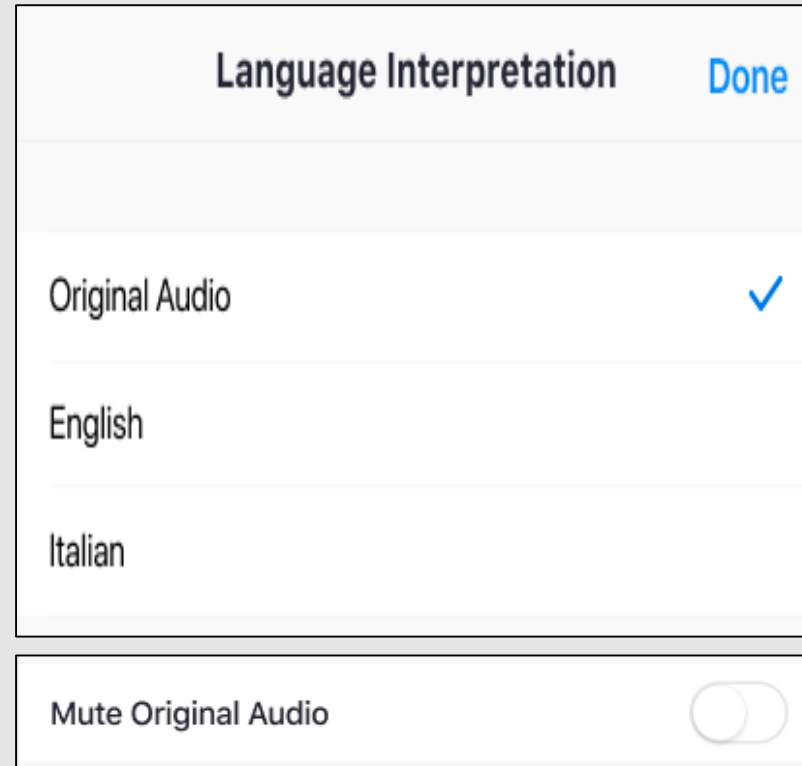 Language Interpretation Done
Original Audio
English
Italian
Mute Original Audio